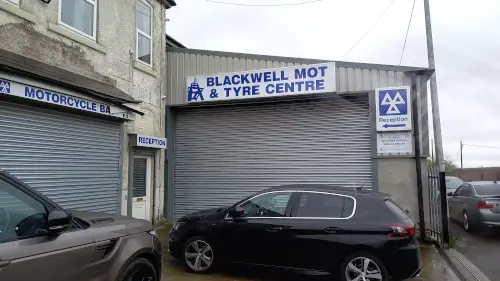 BLACKWELL MOT
& TYRE CENTRE
MOTORCYCLE BA
RECEPTION
Reception